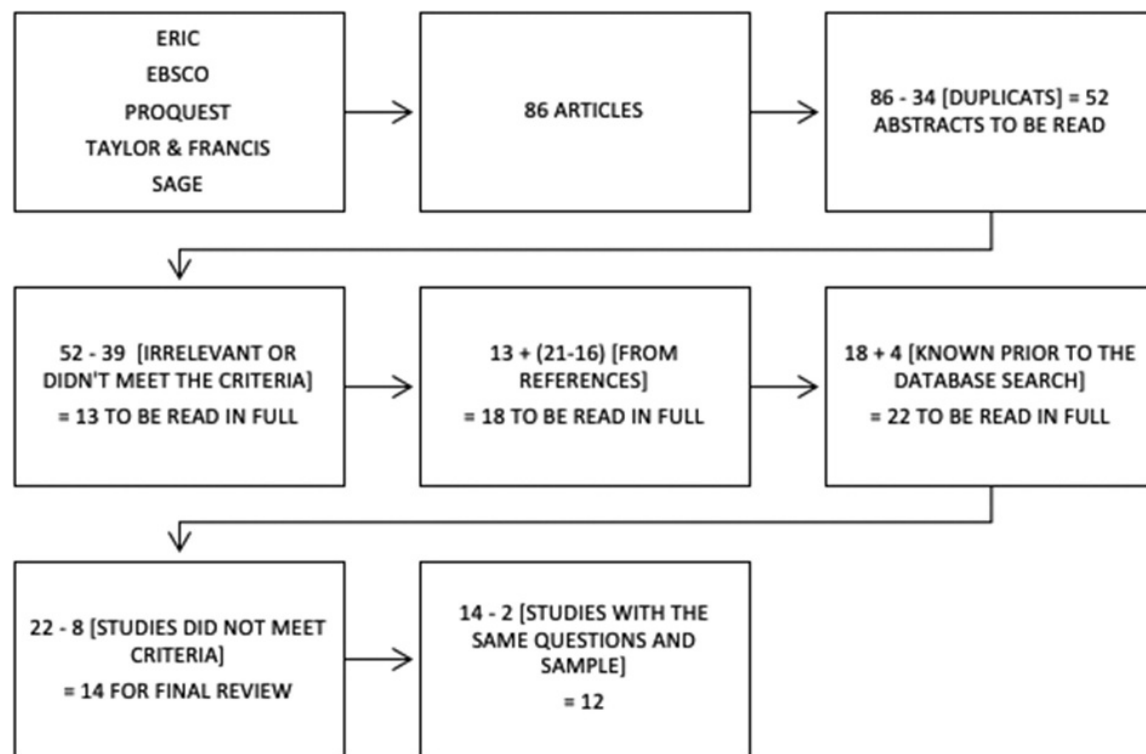 ERIC
EBSCO
PROQUEST
TAYLOR & FRANCIS
SAGE
86 ARTICLES
86 - 34 [DUPLICATS] = 52
ABSTRACTS TO BE READ
52 - 39 [IRRELEVANT OR
DIDN'T MEET THE CRITERIA]
= 13 TO BE READ IN FULL
13 + (21-16) [FROM
REFERENCES]
= 18 TO BE READ IN FULL
18 + 4 [KNOWN PRIOR TO THE
DATABASE SEARCH]
= 22 TO BE READ IN FULL
22 - 8 [STUDIES DID NOT MEET
CRITERIA]
= 14 FOR FINAL REVIEW
14 - 2 [STUDIES WITH THE
SAME QUESTIONS AND
SAMPLE]
= 12